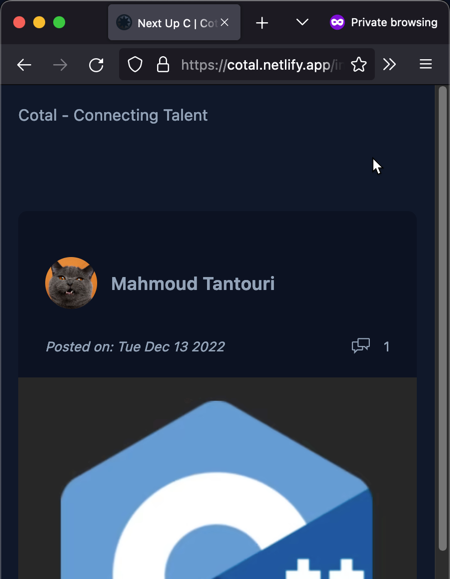 Next Up C | Cot
Private browsing
https://cotal.netlify.app/i
Cotal - Connecting Talent
Mahmoud Tantouri
Posted on: Tue Dec 13 2022
1
C++